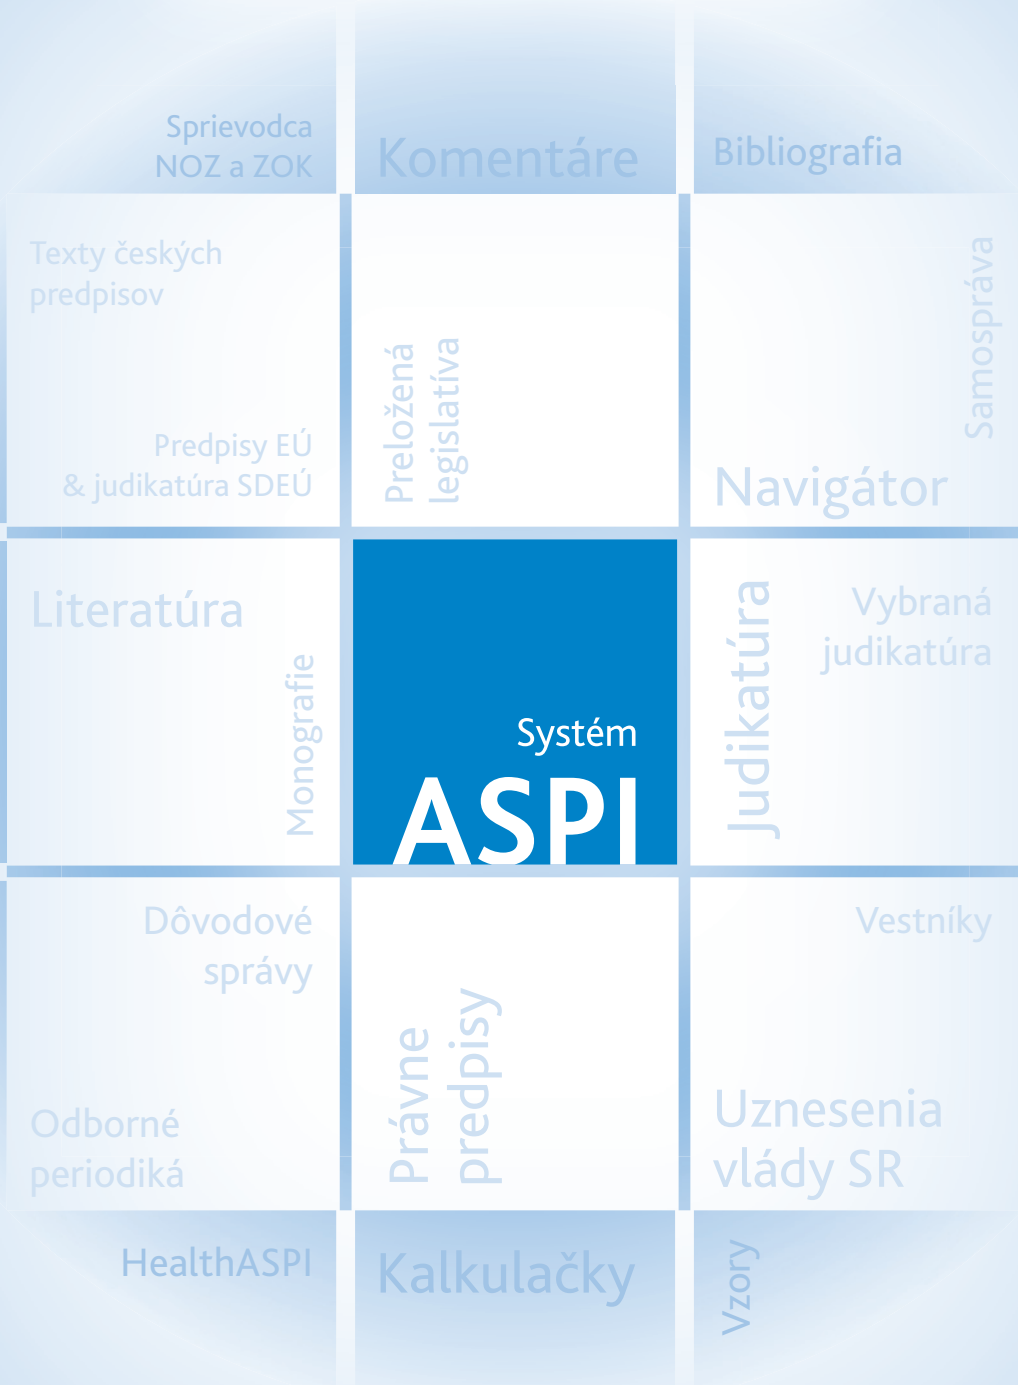 Sprievodca
NOZ a ZOK
Komentáre
Bibliografia
Texty českých
predpisov
Predpisy EÚ
& judikatúra SDEÚ
Preložená
legislatíva
Samospráva
Navigátor
Literatúra
Monografie
Systém
ASPI
Judikatúra
Vybraná
judikatúra
Dôvodové
správy
Odborné
periodiká
Právne
predpisy
Vestníky
Uznesenia
vlády SR
HealthASPI
Kalkulačky
Vzory